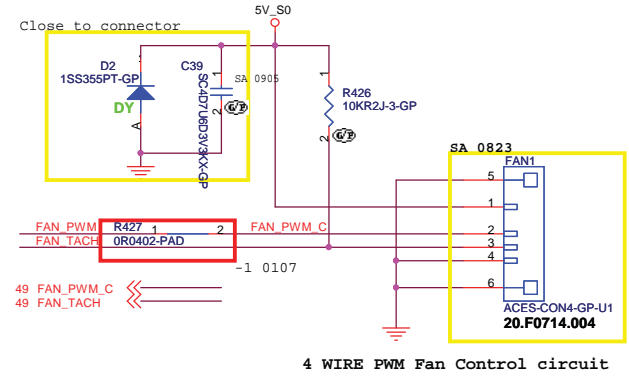 5V_S0
Close to connector
D2
1SS355PT-GP
DY
A
C39
SC4D7U6D3V3KX-GP
1
2
SA 0905
G/P
1
R426
10KR2J-3-GP
2
G/P
SA 0823
FAN1
5
1
2
3
4
6
ACES-CON4-GP-U1
20.F0714.004
FAN_PWM
R427
1
2
FAN_PWM_C
FAN_TACH
0R0402-PAD
-1 0107
49 FAN_PWM_C
49 FAN_TACH
4 WIRE PWM Fan Control circuit